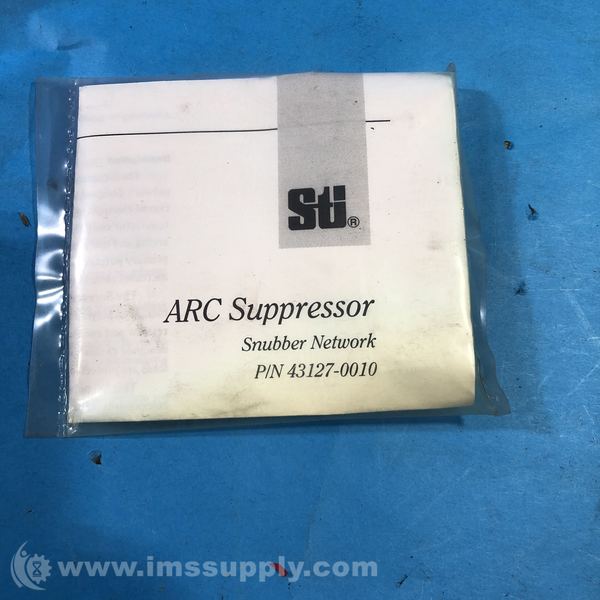 Sti®
ARC Suppressor
Snubber Network
P/N 43127-0010
www.imssupply.com